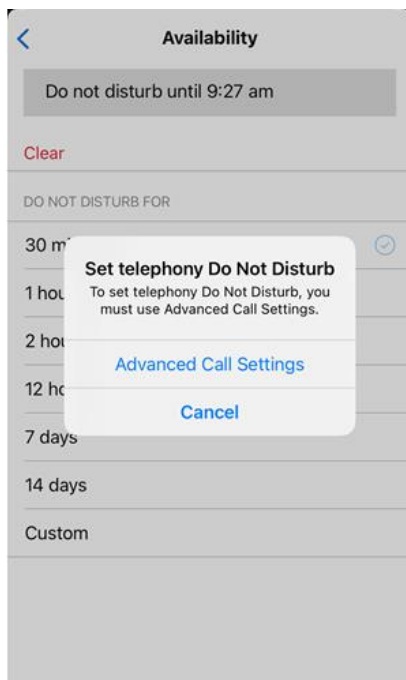 Availability
Do not disturb until 9:27 am
Clear
DO NOT DISTURB FOR
30
Set telephony Do Not Disturb
To set telephony Do Not Disturb, you
must use Advanced Call Settings.
1
2
Advanced Call Settings
12
Cancel
7 days
14 days
Custom